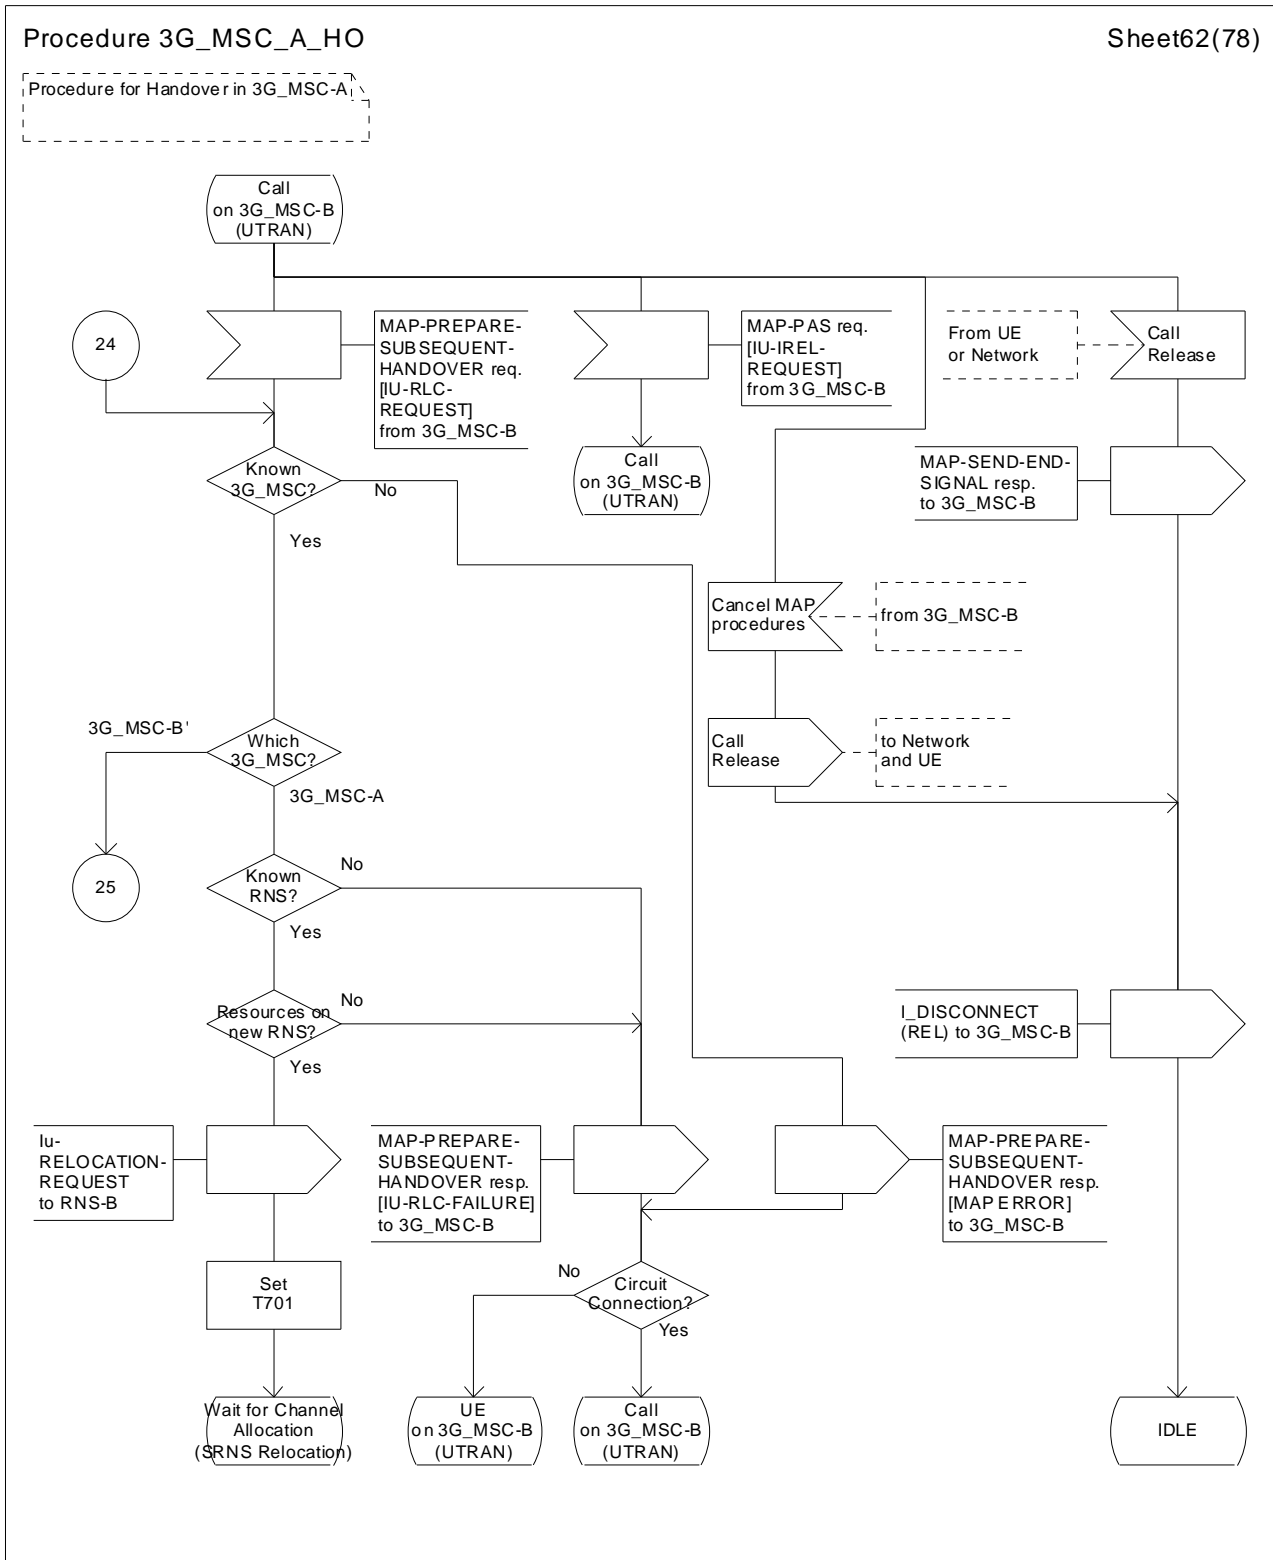 Procedure 3G_MSC_A_HO
Sheet62(78)
Procedure for Handover in 3G_MSC-A
Call
on 3G_MSC-B
(UTRAN)
24
MAP-PREPARE-
SUBSEQUENT-
HANDOVER req.
[IU-RLC-
REQUEST]
from 3G_MSC-B
MAP-PAS req.
[IU-IREL-
REQUEST]
from 3G_MSC-B
From UE
or Network
Call
Release
Known
3G_MSC?
No
Yes
Call
on 3G_MSC-B
(UTRAN)
MAP-SEND-END-
SIGNAL resp.
to 3G_MSC-B
Cancel MAP
procedures
from 3G_MSC-B
3G_MSC-B'
Which
3G_MSC?
3G_MSC-A
Call
Release
to Network
and UE
25
Known
RNS?
No
Yes
Resources on
new RNS?
No
Yes
I_DISCONNECT
(REL) to 3G_MSC-B
Iu-
RELOCATION-
REQUEST
to RNS-B
MAP-PREPARE-
SUBSEQUENT-
HANDOVER resp.
[IU-RLC-FAILURE]
to 3G_MSC-B
MAP-PREPARE-
SUBSEQUENT-
HANDOVER resp.
[MAP ERROR]
to 3G_MSC-B
Set
T701
No
Circuit
Connection?
Yes
Wait for Channel
Allocation
(SRNS Relocation)
UE
on 3G_MSC-B
(UTRAN)
Call
on 3G_MSC-B
(UTRAN)
IDLE